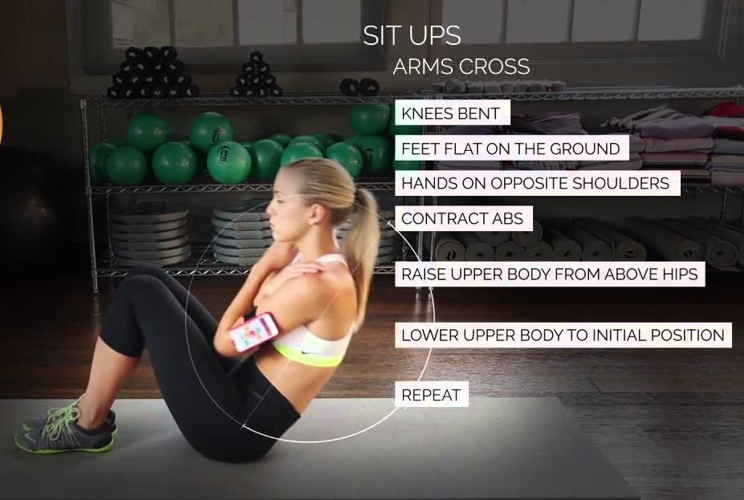 SIT UPS
ARMS CROSS
KNEES BENT
FEET FLAT ON THE GROUND
HANDS ON OPPOSITE SHOULDERS
CONTRACT ABS
RAISE UPPER BODY FROM ABOVE HIPS
LOWER UPPER BODY TO INITIAL POSITION
REPEAT